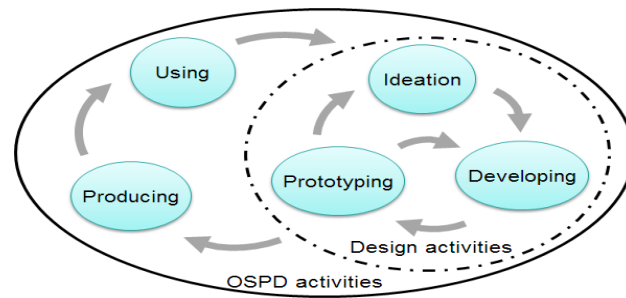 Using
Ideation
Prototyping
Developing
Producing
Design activities
OSPD activities